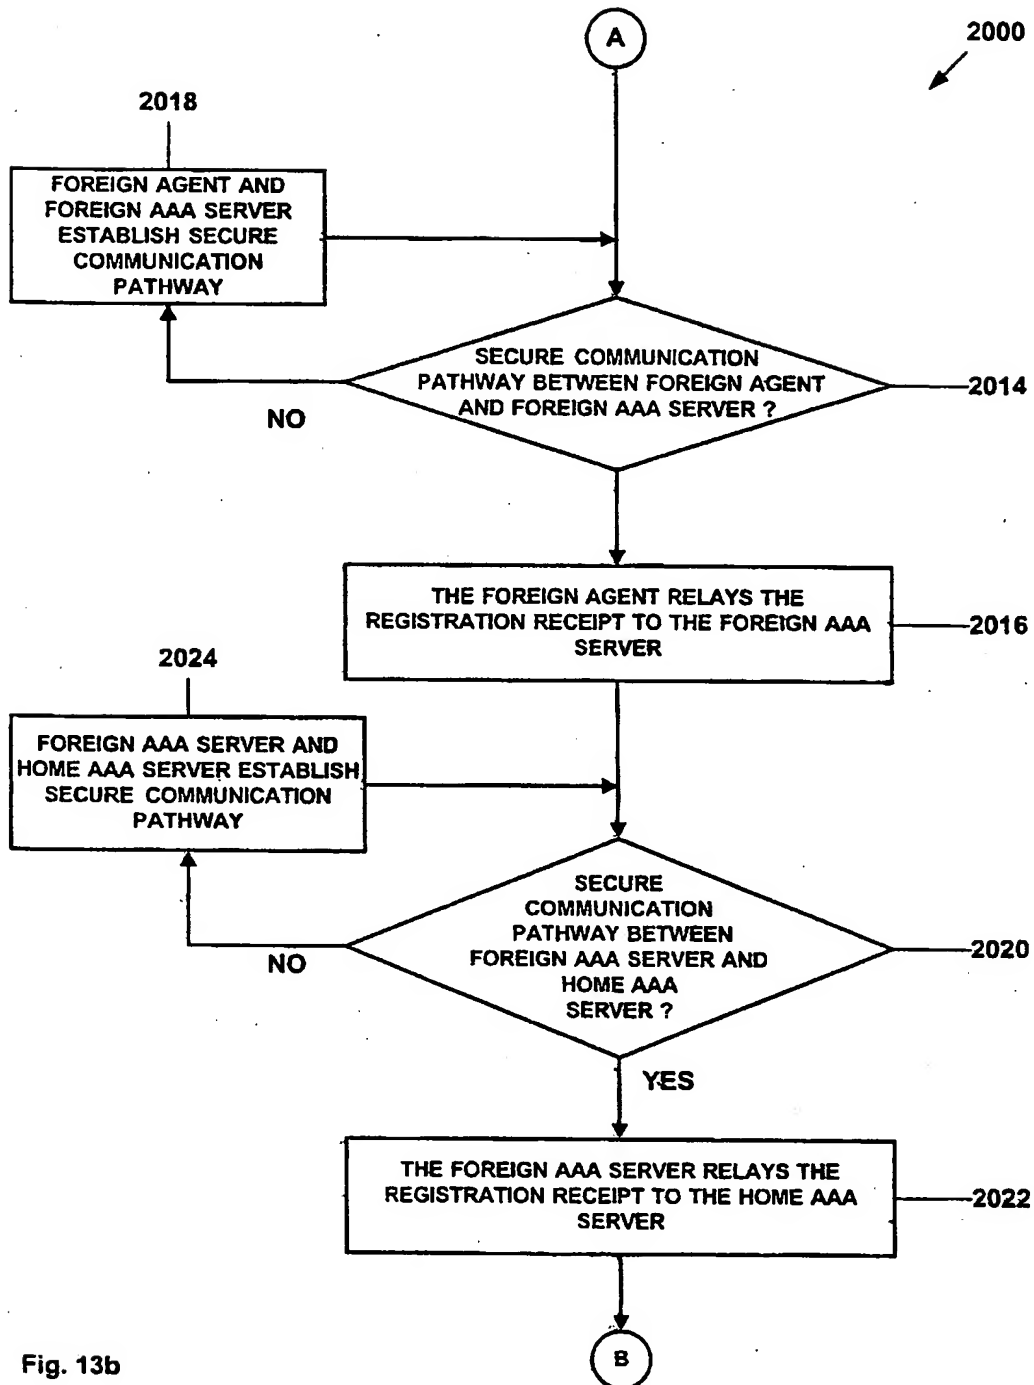 A
2000
2018
FOREIGN AGENT AND
FOREIGN AAA SERVER
ESTABLISH SECURE
COMMUNICATION
PATHWAY
SECURE COMMUNICATION
PATHWAY BETWEEN FOREIGN AGENT
AND FOREIGN AAA SERVER ?
2014
NO
THE FOREIGN AGENT RELAYS THE
REGISTRATION RECEIPT TO THE FOREIGN AAA
SERVER
2016
2024
FOREIGN AAA SERVER AND
HOME AAA SERVER ESTABLISH
SECURE COMMUNICATION
PATHWAY
SECURE
COMMUNICATION
PATHWAY BETWEEN
FOREIGN AAA SERVER AND
HOME AAA
SERVER ?
2020
NO
YES
THE FOREIGN AAA SERVER RELAYS THE
REGISTRATION RECEIPT TO THE HOME AAA
SERVER
2022
B
Fig. 13b